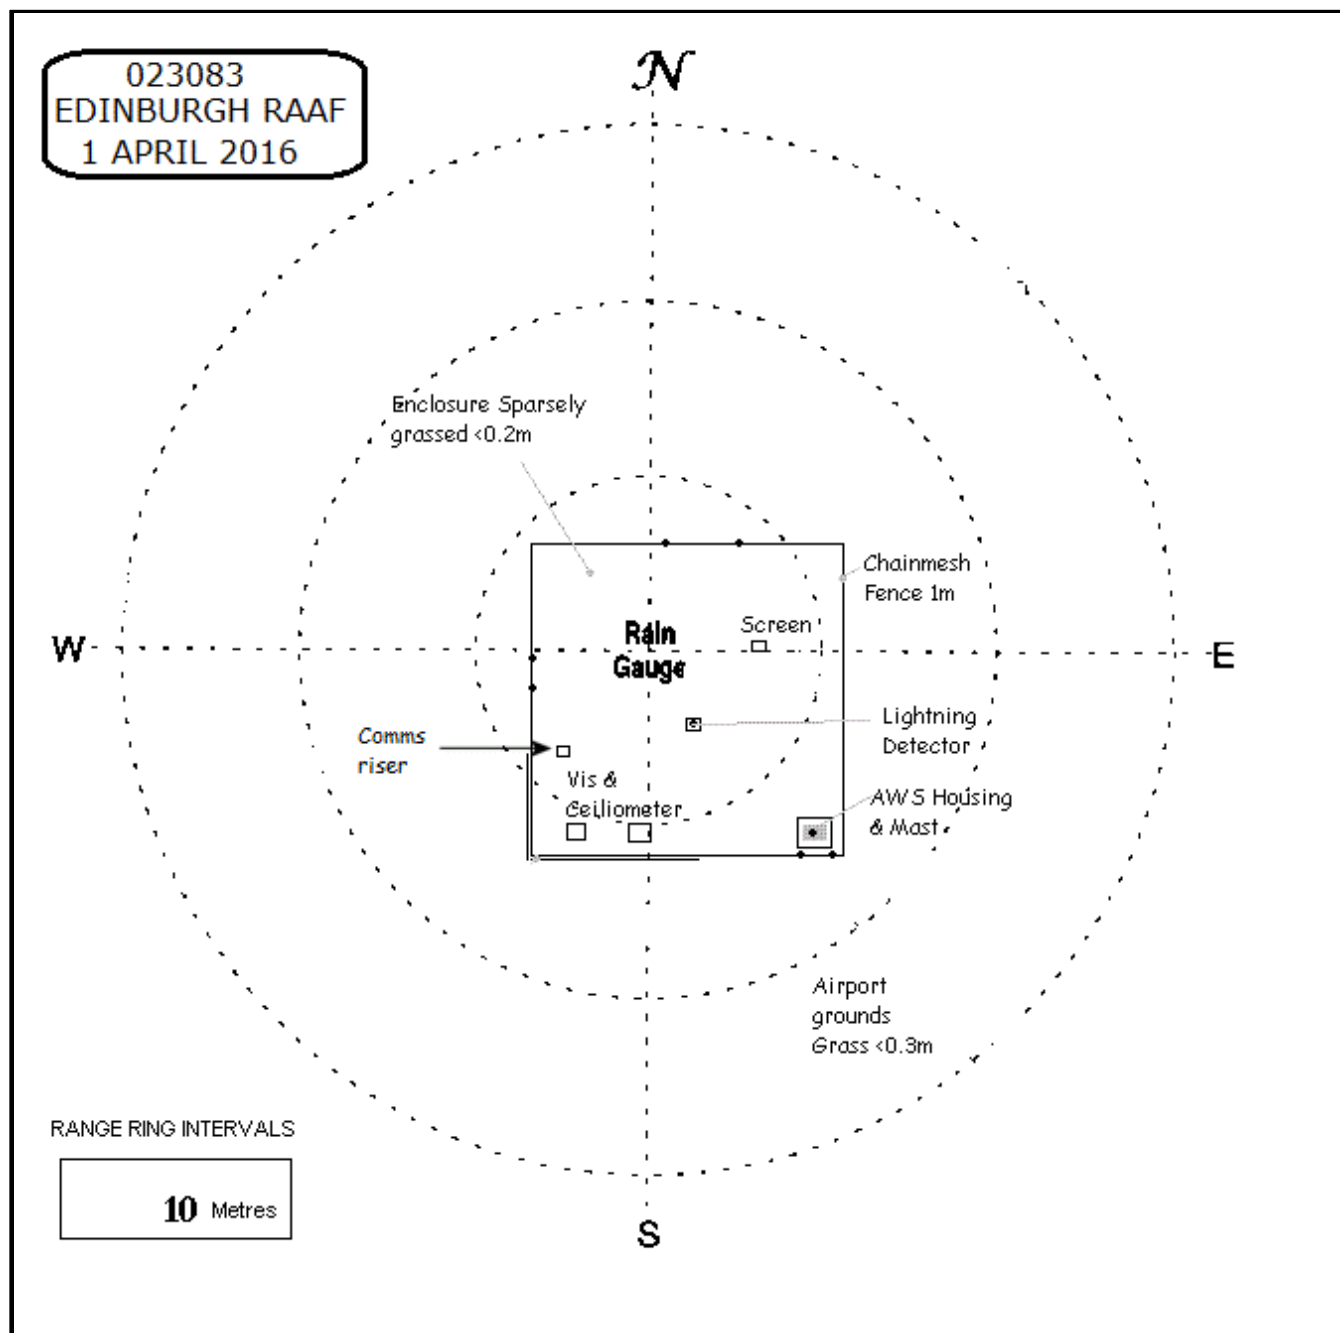 023083
EDINBURGH RAAF
1 APRIL 2016
N
Enclosure Sparsely
grassed <0.2m
Chainmesh
Fence 1m
Rain
Gauge
Screen
W
E
Lightning
Detector
Comms
riser
Vis &
Ceiliometer
AWS Housing
& Mast
Airport
grounds
Grass <0.3m
RANGE RING INTERVALS
10 Metres
S